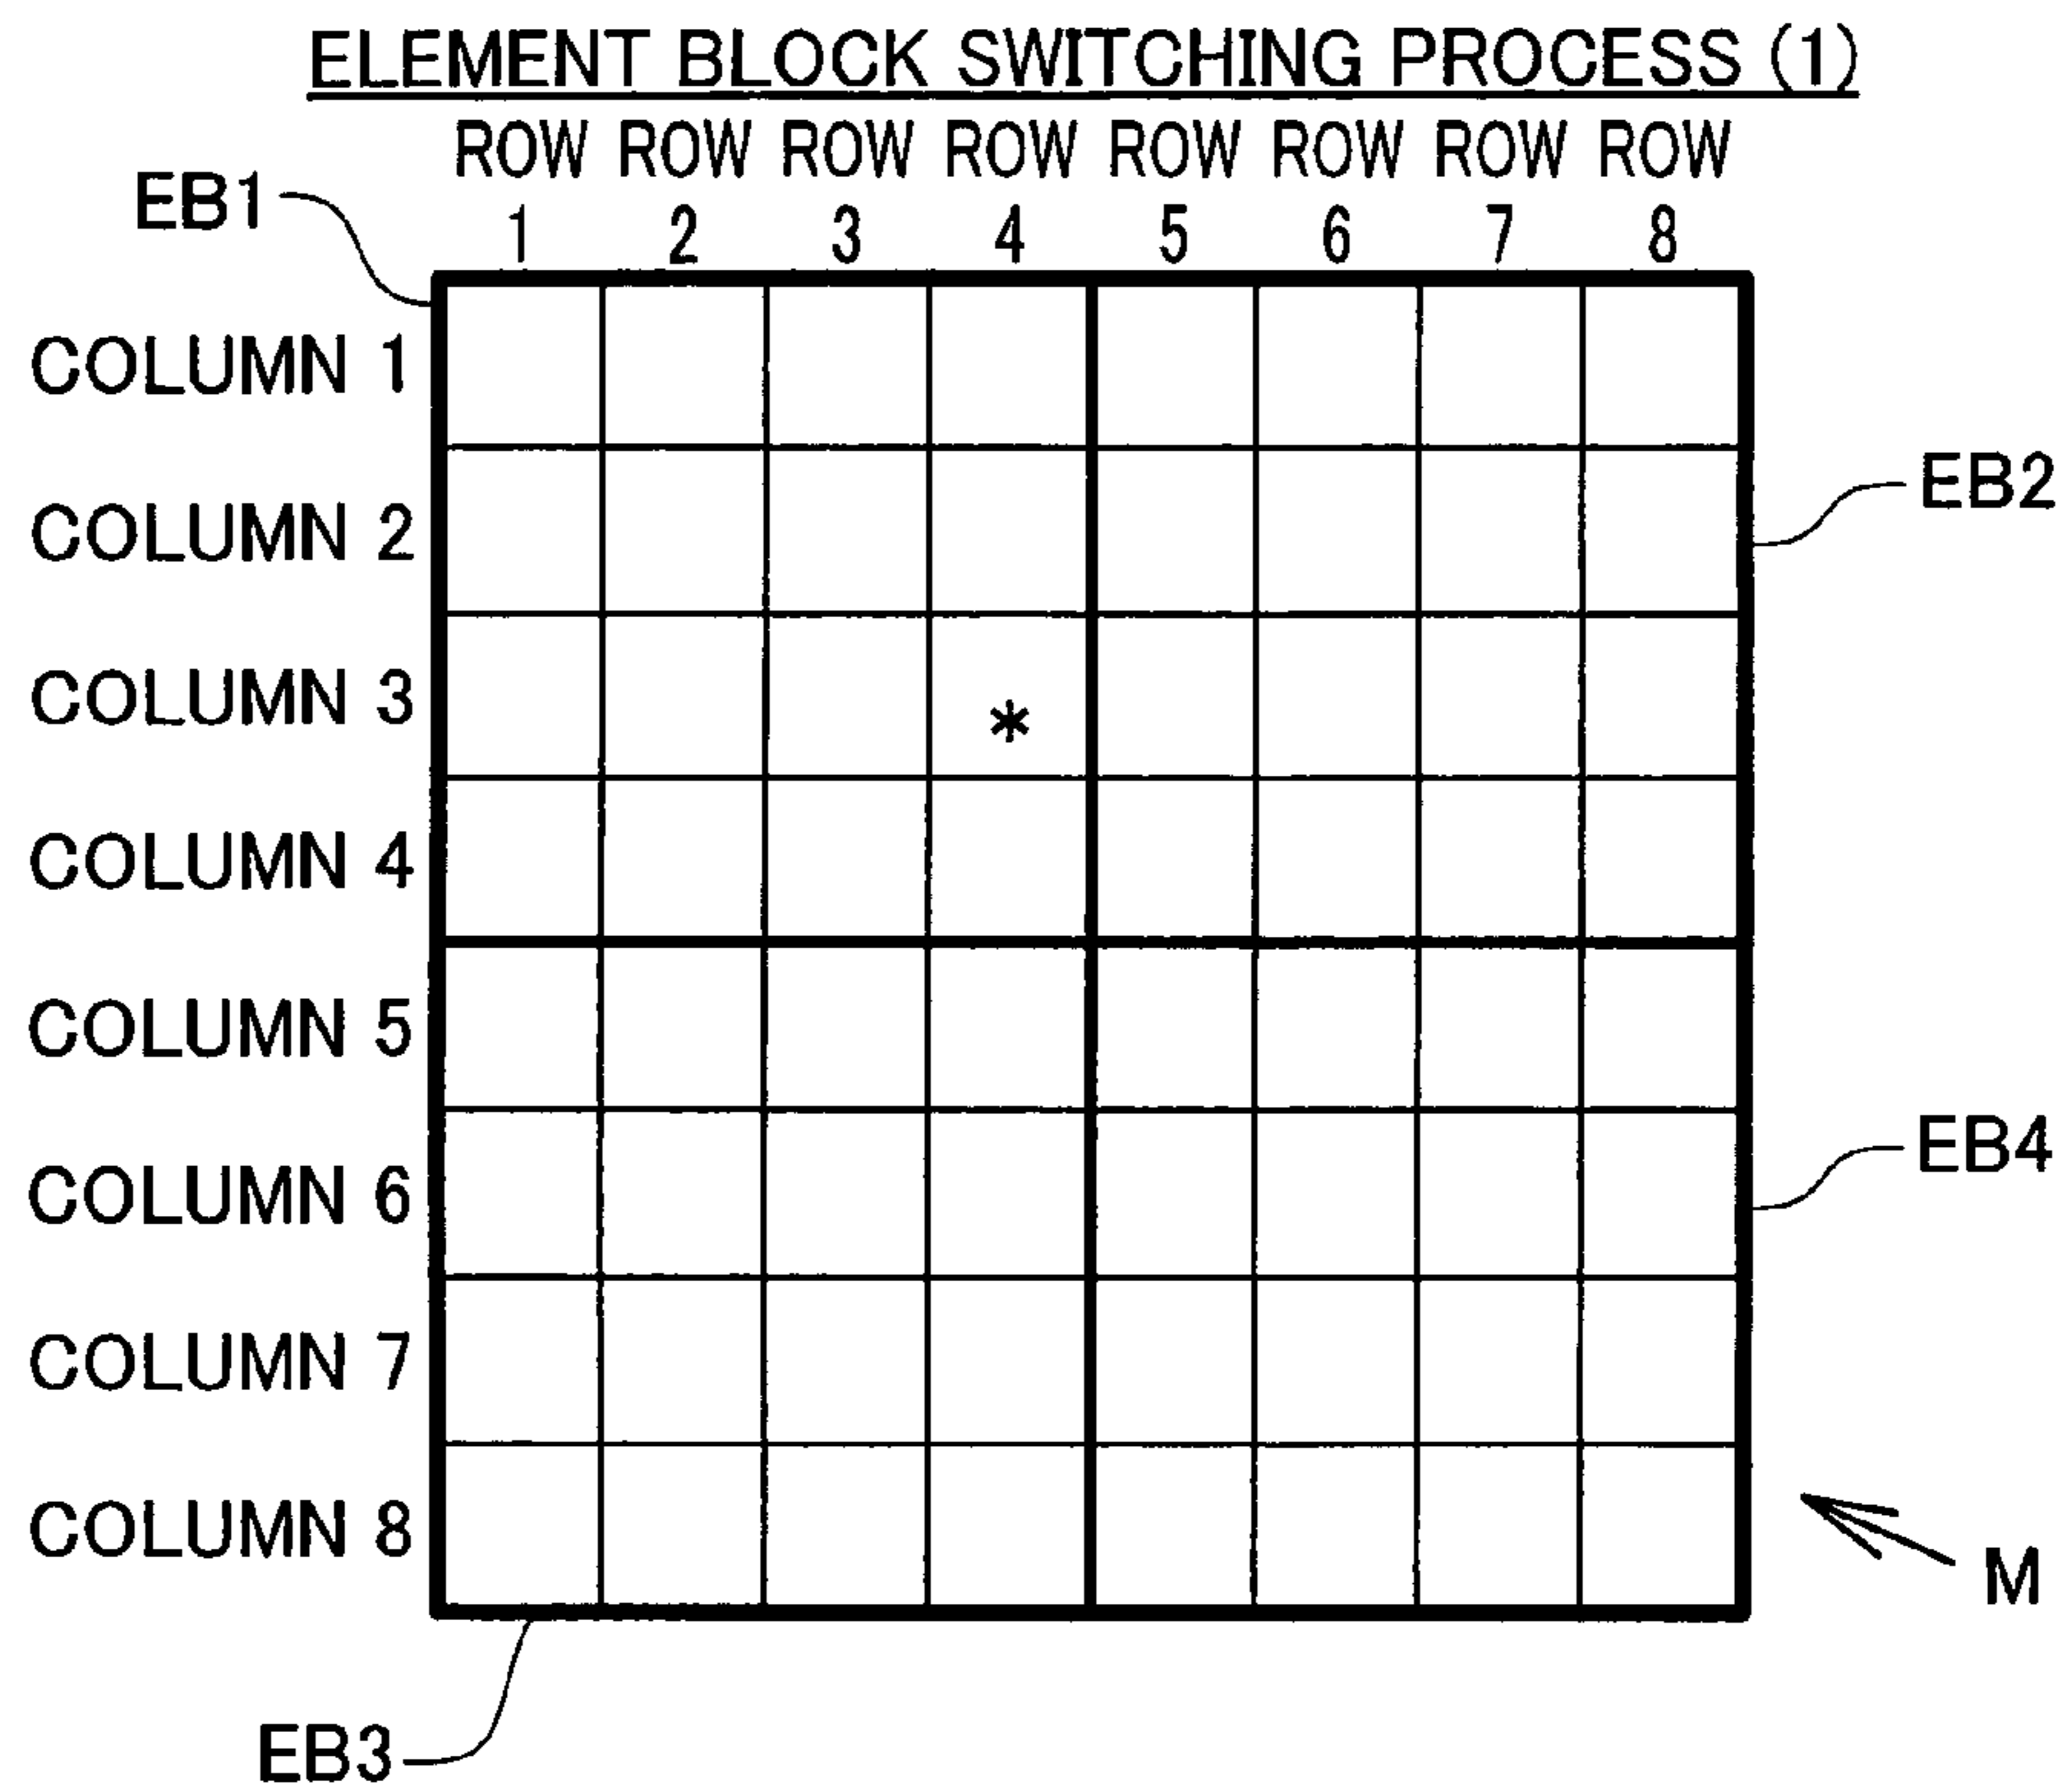 ELEMENT BLOCK SWITCHING PROCESS (1)
ROW ROW ROW ROW ROW ROW ROW ROW
EB1
1 2 3 4 5 6 7 8
COLUMN 1
EB2
COLUMN 2
COLUMN 3
*
COLUMN 4
COLUMN 5
EB4
COLUMN 6
COLUMN 7
COLUMN 8
M
EB3